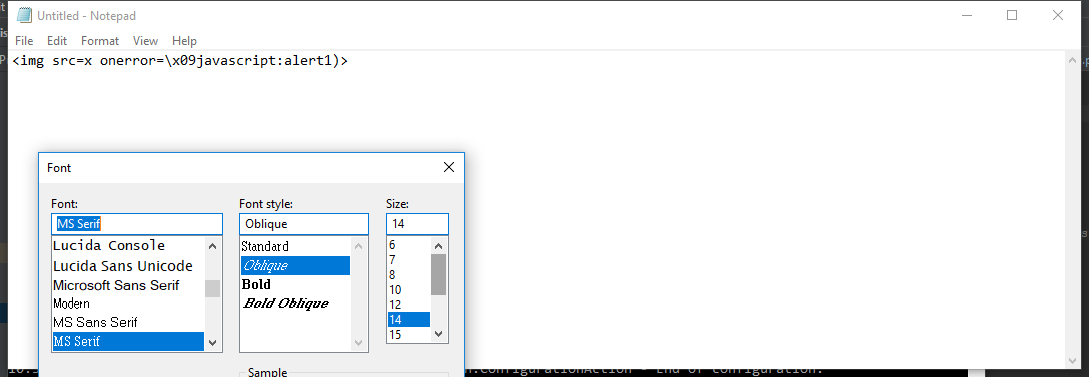 Untitled - Notepad
File Edit Format View Help
<img src=x onerror=\x09javascript:alert1)>
Font
Font: Font style: Size:
MS Serif Oblique 14
Lucida Console Standard 6
Lucida Sans Unicode Oblique 7
Microsoft Sans Serif Bold 8
Modern Bold Oblique 10
MS Sans Serif 12
MS Serif 14
15
Sample
.ConfigurationAction - End of configuration.